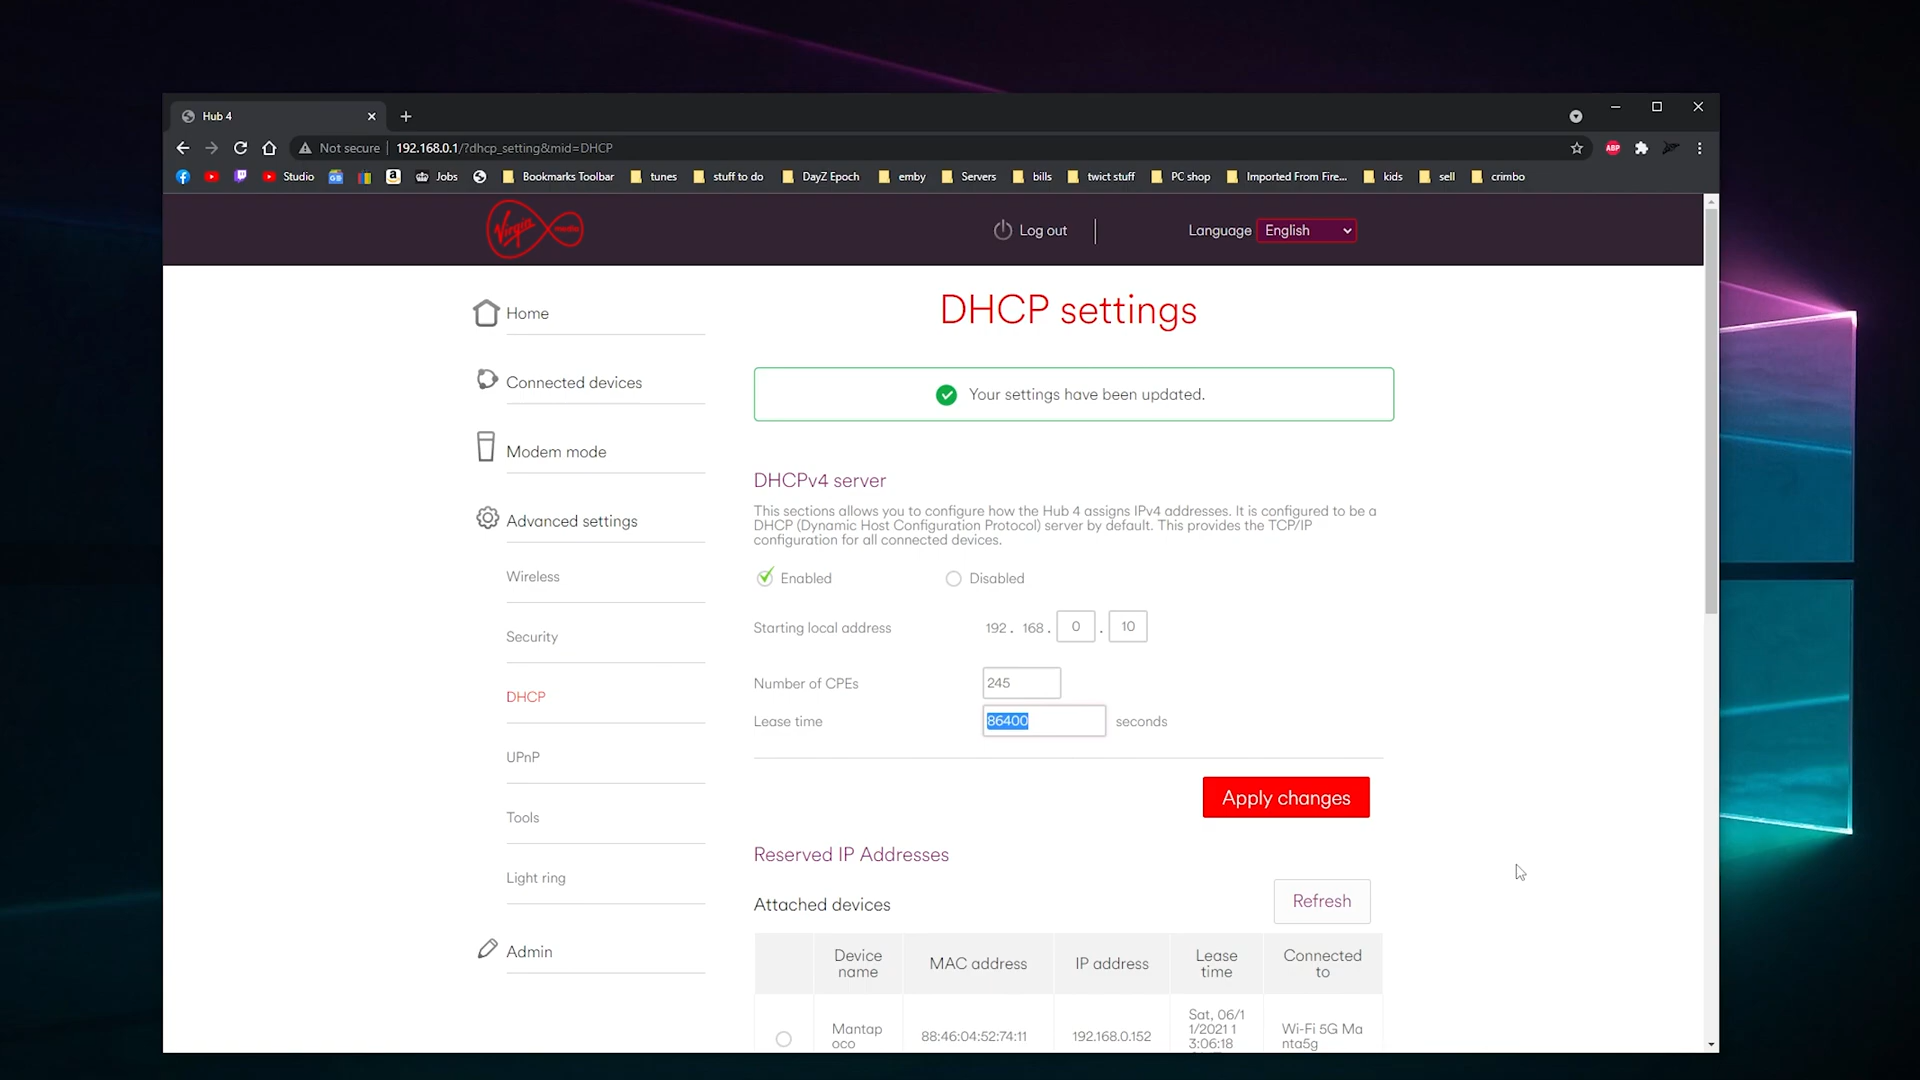 Hub 4
Not secure
192.168.0.1/?dhcp_setting&mid=DHCP
ABP
Studio
Jobs
Bookmarks Toolbar
tunes
stuff to do
DayZ Epoch
emby
Servers
bills
twict stuff
PC shop
Imported From Fire...
kids
sell
crimbo
Virgin media
Log out
Language
English
Home
Connected devices
Modem mode
Advanced settings
Wireless
Security
DHCP
UPnP
Tools
Light ring
Admin
DHCP settings
Your settings have been updated.
DHCPv4 server
This sections allows you to configure how the Hub 4 assigns IPv4 addresses. It is configured to be a
DHCP (Dynamic Host Configuration Protocol) server by default. This provides the TCP/IP
configuration for all connected devices.
Enabled
Disabled
Starting local address 192. 168. 0 . 10
Number of CPEs 245
Lease time 86400 seconds
Apply changes
Reserved IP Addresses
Attached devices
Refresh
Device name
MAC address
IP address
Lease time
Connected to
Mantap
oco
88:46:04:52:74:11
192.168.0.152
Sat, 06/1
1/2021 1
3:06:18
Wi-Fi 5G Ma
nta5g